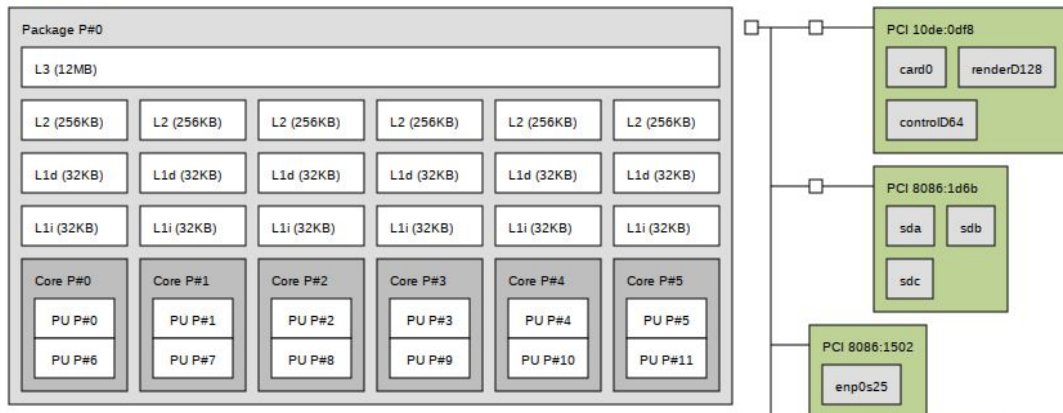 Package P#0
L3 (12MB)
L2 (256KB) L2 (256KB) L2 (256KB) L2 (256KB) L2 (256KB) L2 (256KB)
L1d (32KB) L1d (32KB) L1d (32KB) L1d (32KB) L1d (32KB) L1d (32KB)
L1i (32KB) L1i (32KB) L1i (32KB) L1i (32KB) L1i (32KB) L1i (32KB)
Core P#0 Core P#1 Core P#2 Core P#3 Core P#4 Core P#5
PU P#0 PU P#1 PU P#2 PU P#3 PU P#4 PU P#5
PU P#6 PU P#7 PU P#8 PU P#9 PU P#10 PU P#11
PCI 10de:0df8
card0 renderD128
controlD64
PCI 8086:1d6b
sda sdb
sdc
PCI 8086:1502
enp0s25